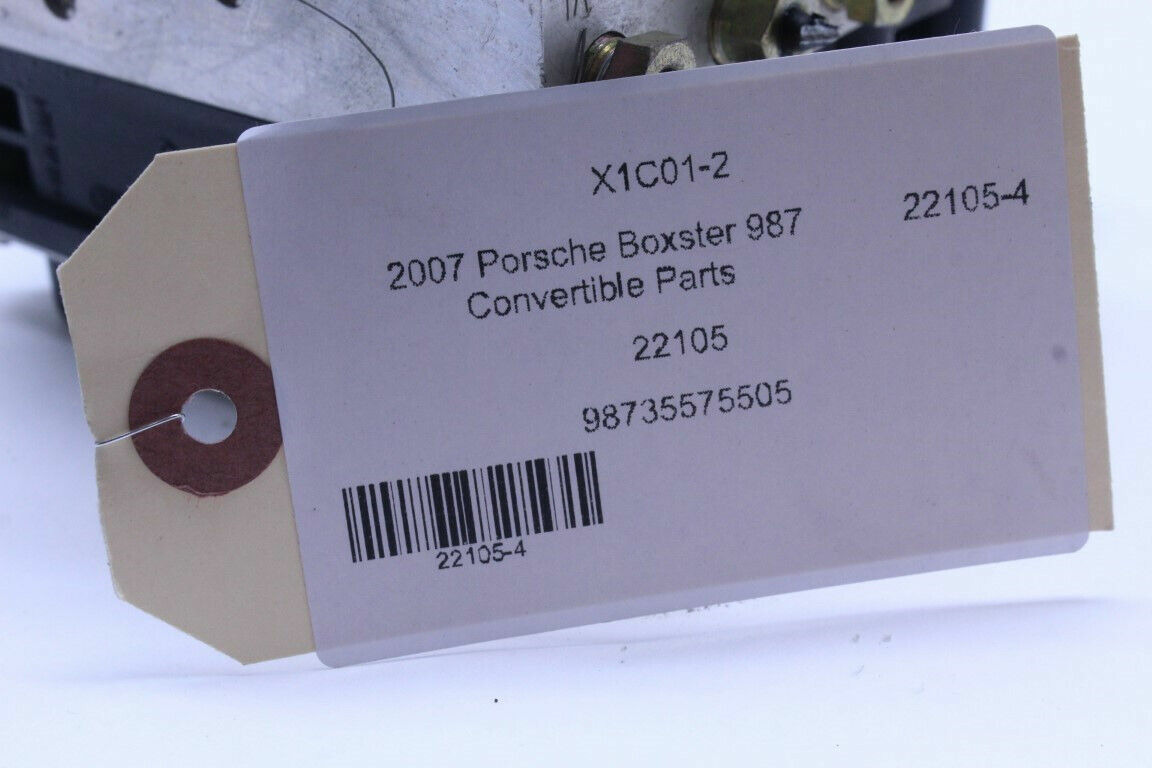 X1C01-2
22105-4
2007 Porsche Boxster 987
Convertible Parts
22105
98735575505
22105-4